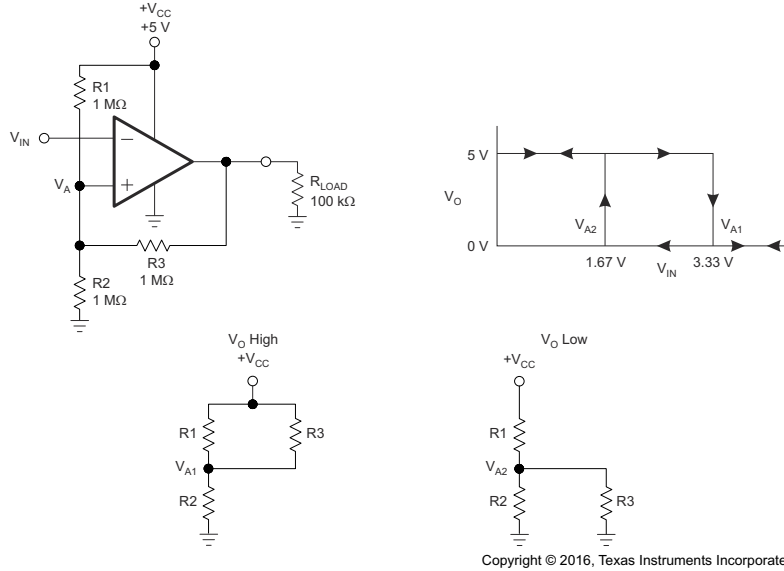 +VCC
+5 V
R1
1 MΩ
VIN
−
VA
+
RLOAD
100 kΩ
R3
1 MΩ
R2
1 MΩ
5 V
VO
VA2
VA1
0 V
1.67 V
VIN
3.33 V
VO High
+VCC
R1
R3
VA1
R2
VO Low
+VCC
R1
VA2
R2
R3
Copyright © 2016, Texas Instruments Incorporate